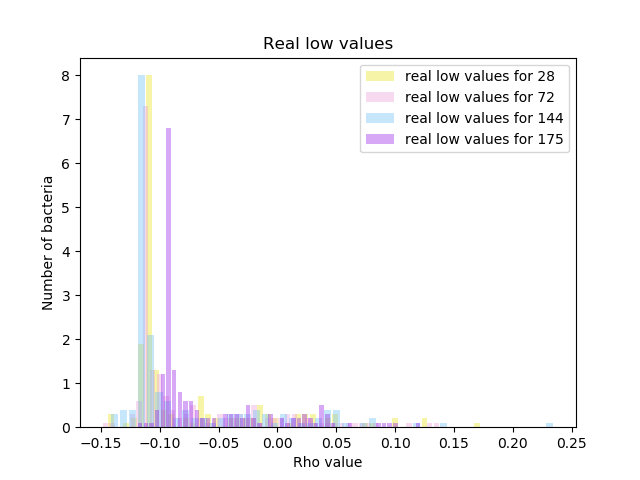 Real low values
real low values for 28
real low values for 72
real low values for 144
real low values for 175
Number of bacteria
8
7
6
5
4
3
2
1
0
−0.15 −0.10 −0.05 0.00 0.05 0.10 0.15 0.20 0.25
Rho value